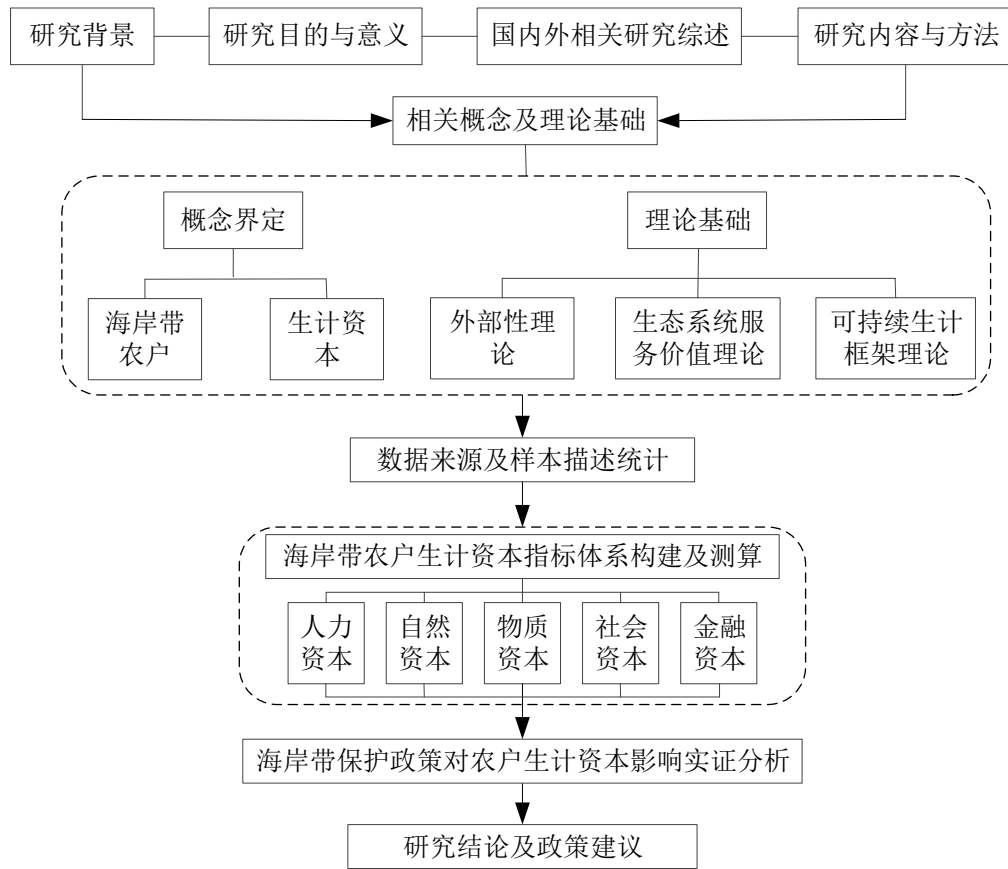 研究背景
研究目的与意义
国内外相关研究综述
研究内容与方法
相关概念及理论基础
概念界定
理论基础
海岸带
农户
生计资
本
外部性理
论
生态系统服
务价值理论
可持续生计
框架理论
数据来源及样本描述统计
海岸带农户生计资本指标体系构建及测算
人力
资本
自然
资本
物质
资本
社会
资本
金融
资本
海岸带保护政策对农户生计资本影响实证分析
研究结论及政策建议